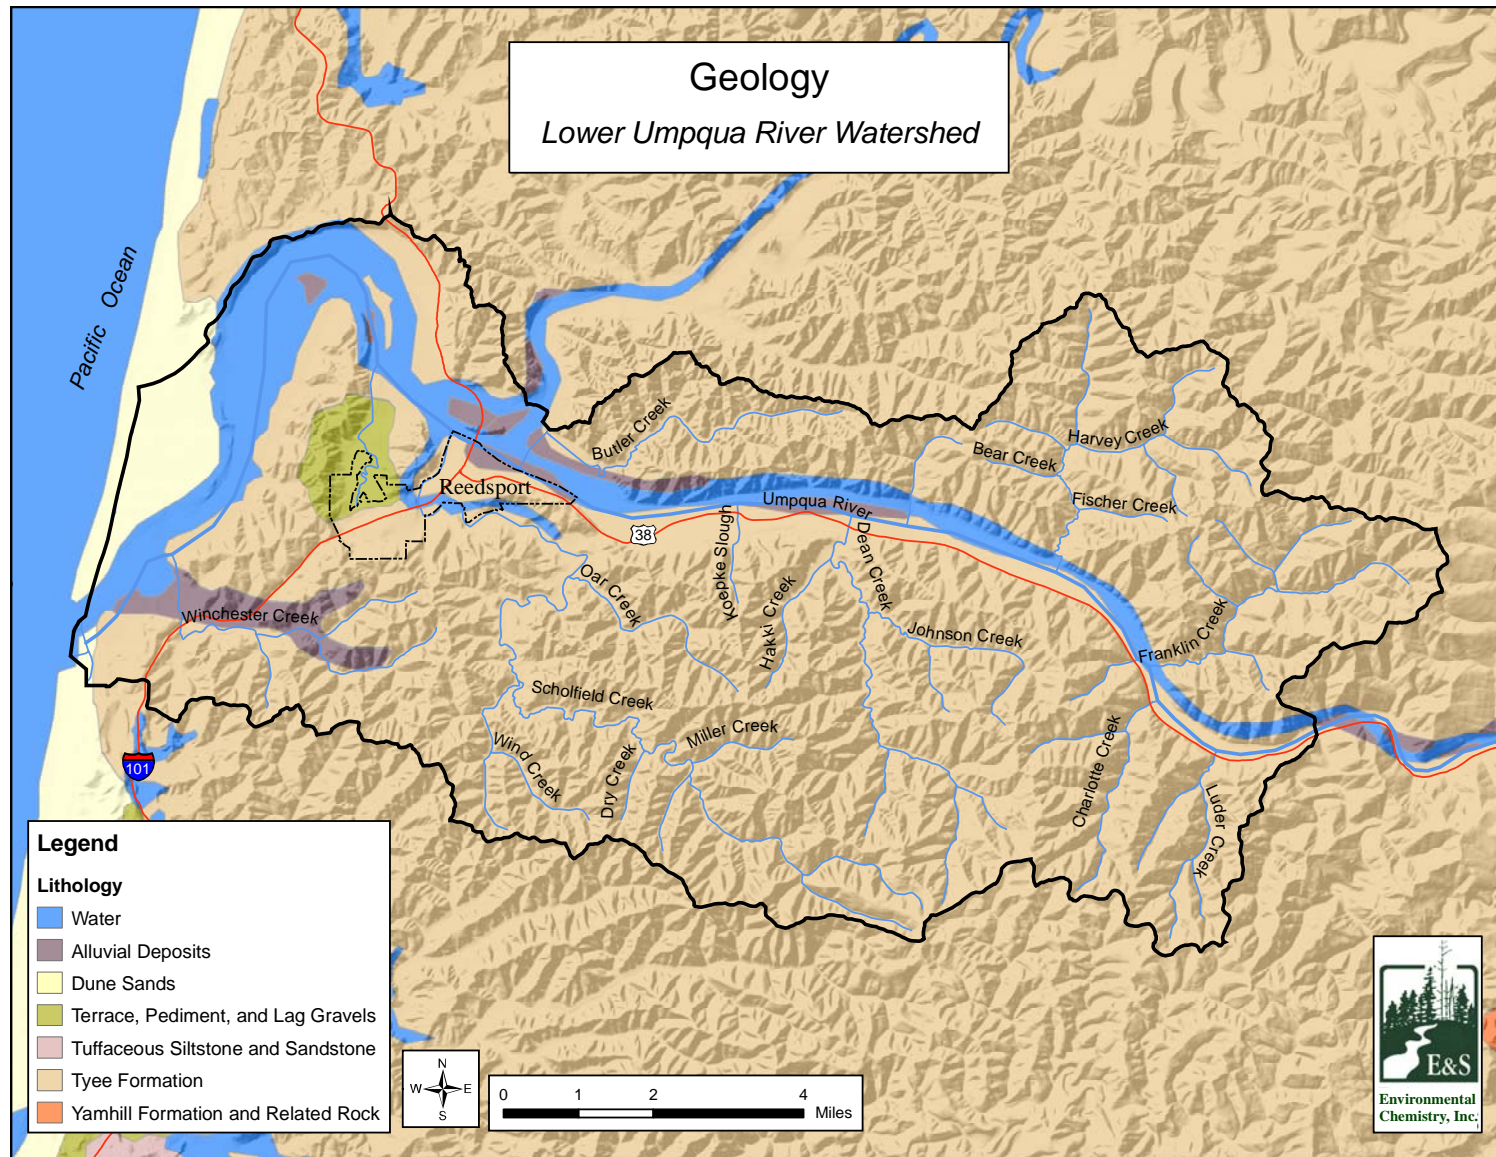 Geology
Lower Umpqua River Watershed
Pacific Ocean
Butler Creek
Bear Creek
Harvey Creek
Fischer Creek
Reedsport
Umpqua River
38
Koepke Slough
Dean Creek
Oar Creek
Hakki Creek
Winchester Creek
Johnson Creek
Franklin Creek
Scholfield Creek
Miller Creek
Wind Creek
Dry Creek
Charlotte Creek
Luder Creek
101
Legend
Lithology
Water
Alluvial Deposits
Dune Sands
Terrace, Pediment, and Lag Gravels
Tuffaceous Siltstone and Sandstone
Tyee Formation
Yamhill Formation and Related Rock
N
W E
S
0 1 2 4
Miles
E&S
Environmental
Chemistry, Inc.